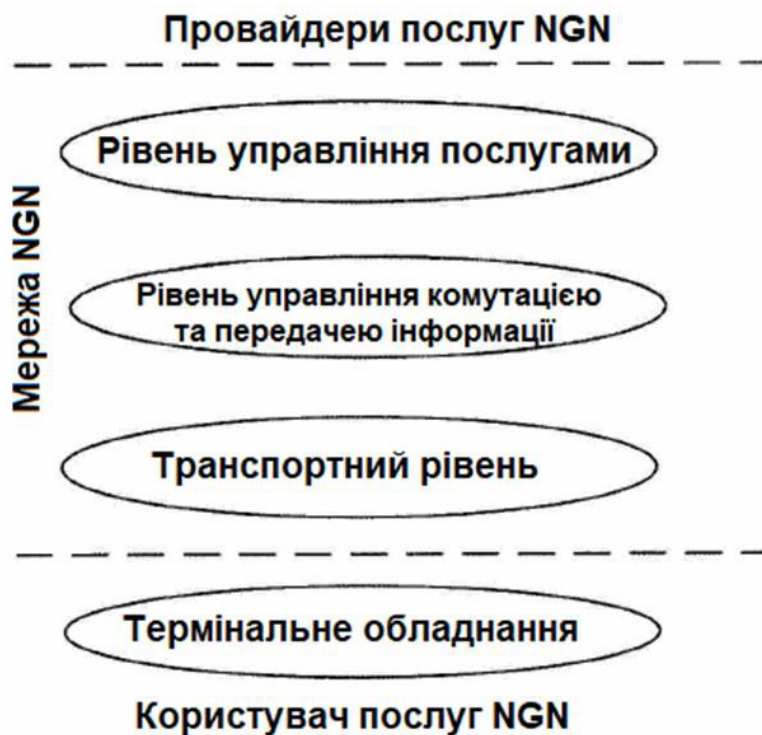 Провайдери послуг NGN
Мережа NGN
Рівень управління послугами
Рівень управління комутацією
та передачею інформації
Транспортний рівень
Термінальне обладнання
Користувач послуг NGN